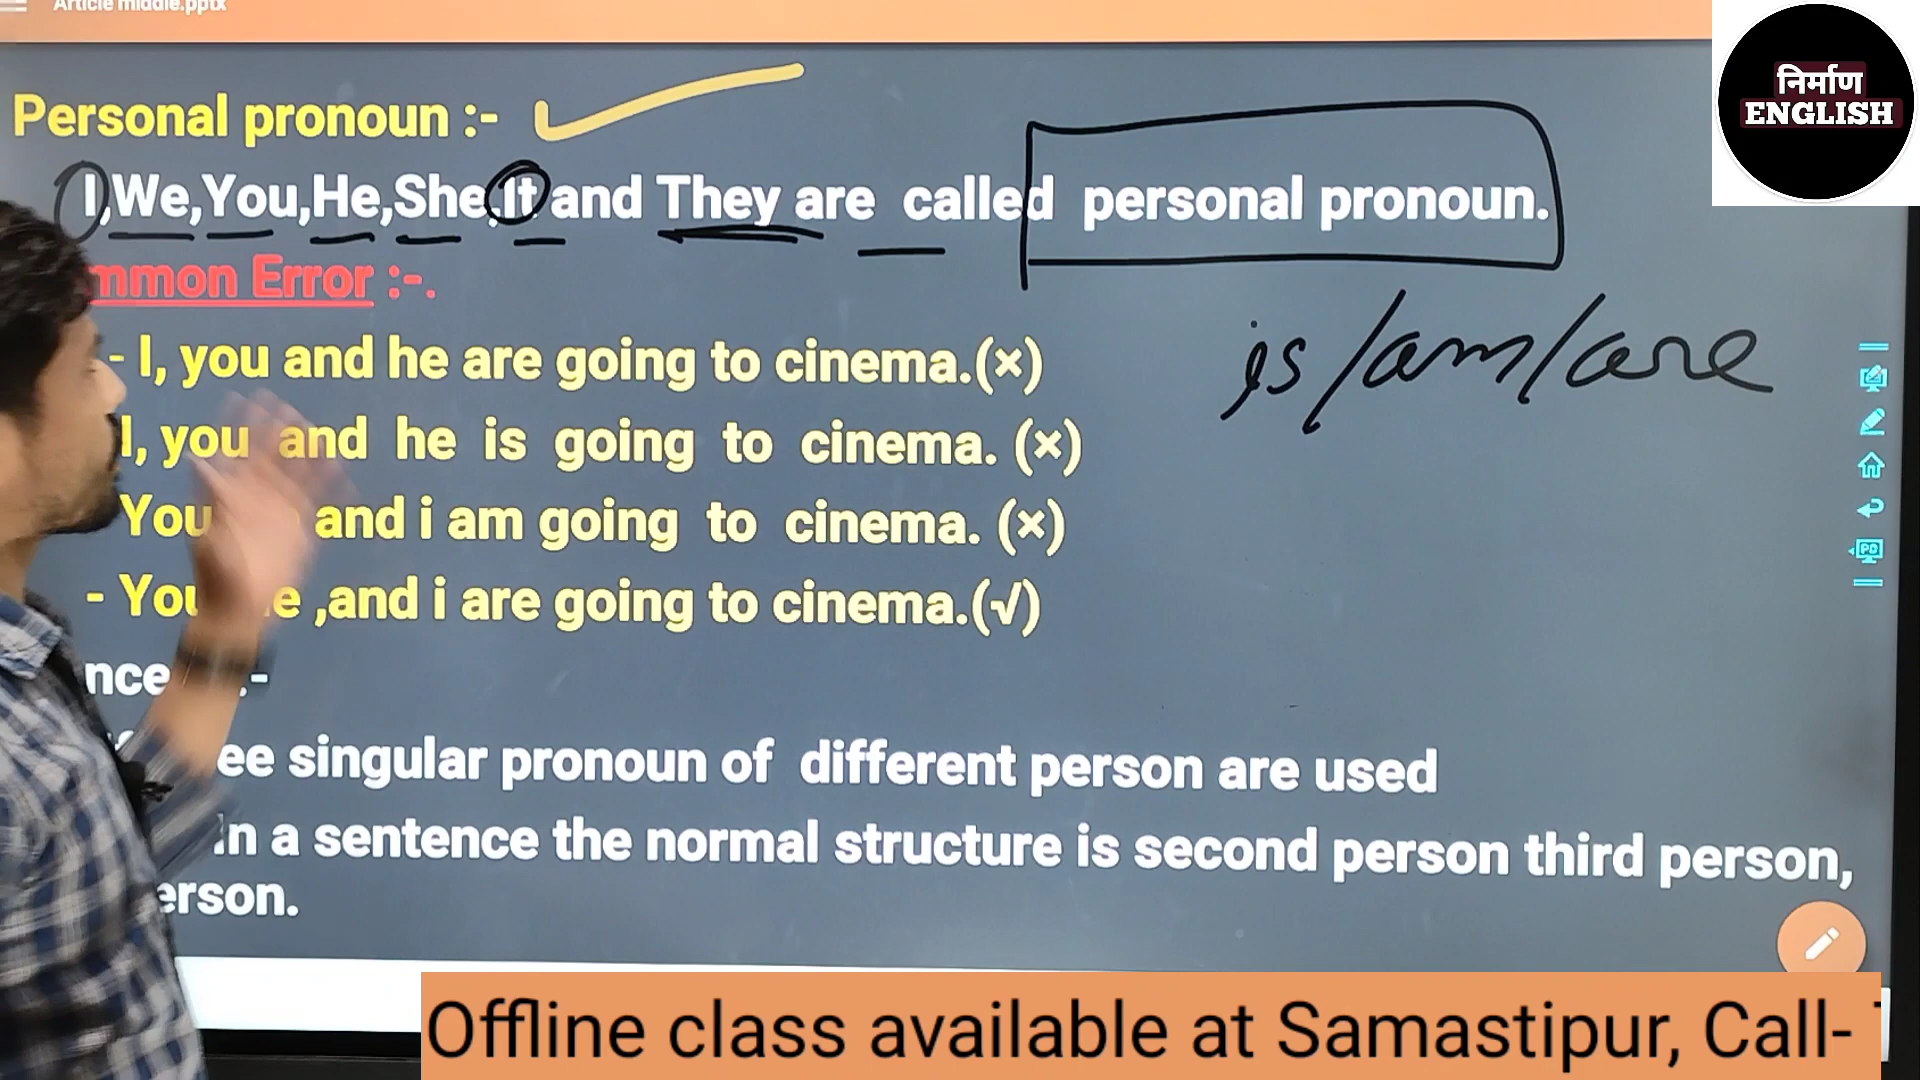 Article middle.pptx
निर्माण
ENGLISH
Personal pronoun :-
I,We,You,He,She,It and They are called personal pronoun.
mmon Error :-.
is/am/are
- I, you and he are going to cinema.(×)
I, you and he is going to cinema. (×)
You and i am going to cinema. (×)
- You he ,and i are going to cinema.(√)
nce :-
ee singular pronoun of different person are used
in a sentence the normal structure is second person third person,
erson.
PD
Offline class available at Samastipur, Call-